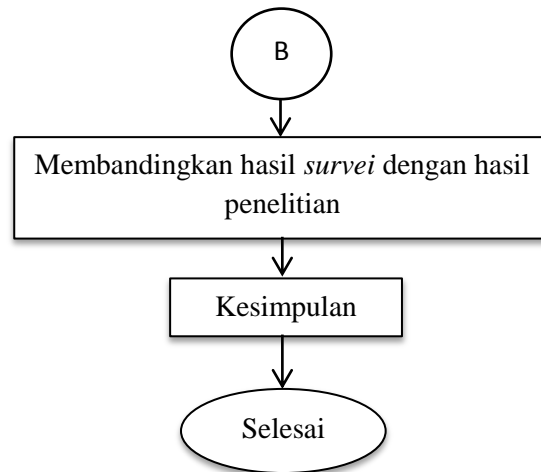 B
Membandingkan hasil survei dengan hasil
penelitian
Kesimpulan
Selesai